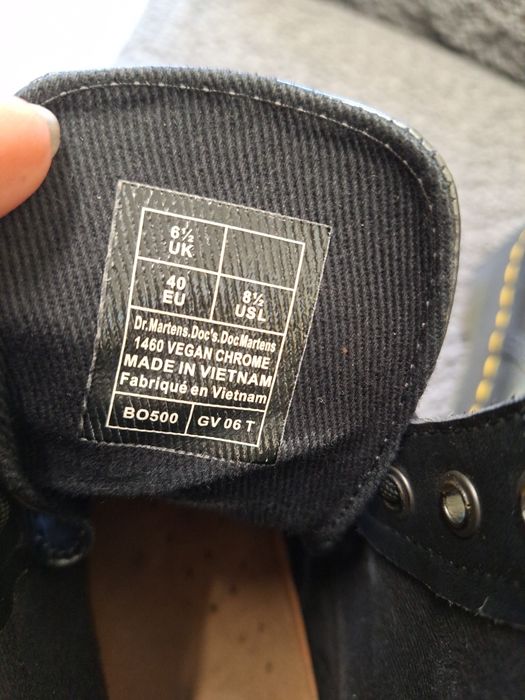 6½
UK
40
EU
8½
USL
Dr.Martens.Doc's.DocMartens
1460 VEGAN CHROME
MADE IN VIETNAM
Fabriqué en Vietnam
BO500
GV 06 T